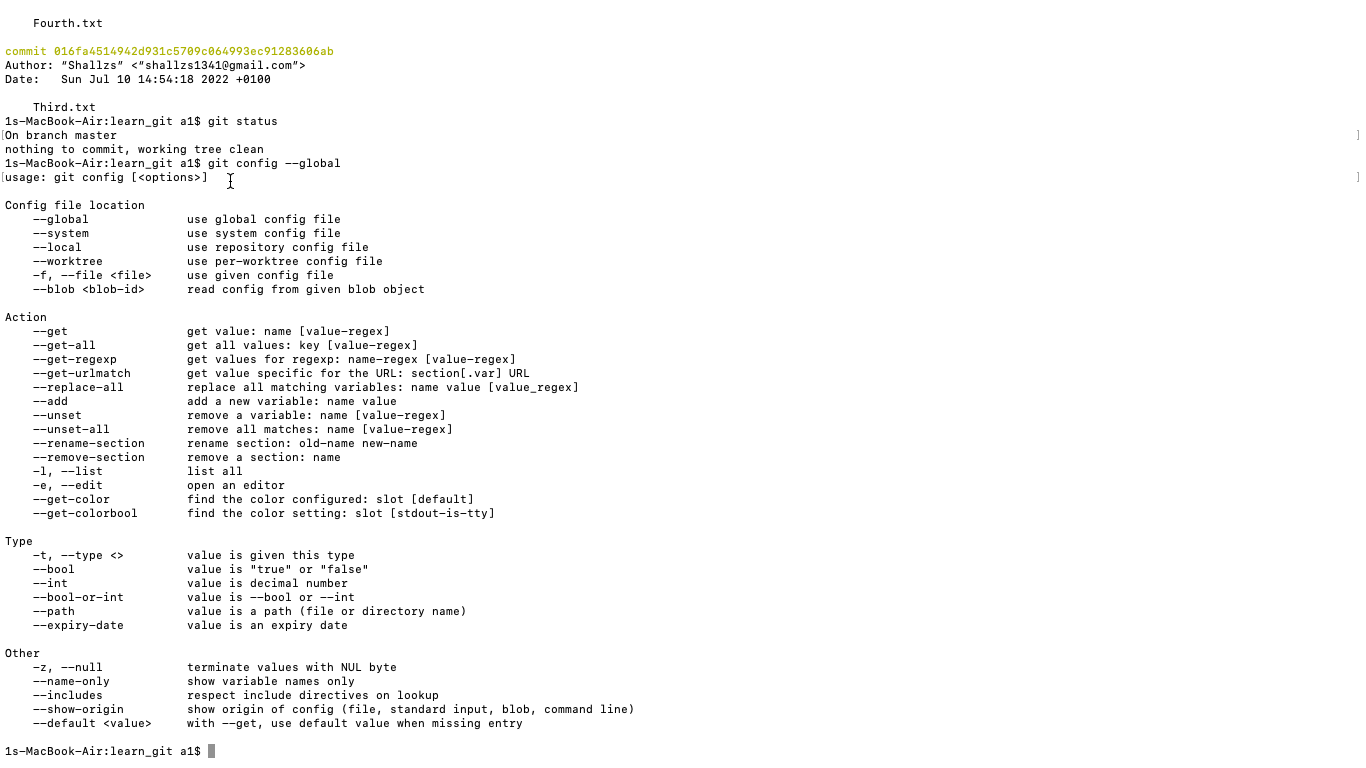 Fourth.txt
commit 016fa4514942d931c5709c064993ec91283606ab
Author: “Shallzs” <“shallzs1341@gmail.com”>
Date:   Sun Jul 10 14:54:18 2022 +0100
Third.txt
1s-MacBook-Air:learn_git a1$ git status
[On branch master ]
nothing to commit, working tree clean
1s-MacBook-Air:learn_git a1$ git config --global
[usage: git config [<options>] ]
Config file location
--global              use global config file
--system              use system config file
--local               use repository config file
--worktree            use per-worktree config file
-f, --file <file>     use given config file
--blob <blob-id>      read config from given blob object
Action
--get                 get value: name [value-regex]
--get-all             get all values: key [value-regex]
--get-regexp          get values for regexp: name-regex [value-regex]
--get-urlmatch        get value specific for the URL: section[.var] URL
--replace-all         replace all matching variables: name value [value_regex]
--add                 add a new variable: name value
--unset               remove a variable: name [value-regex]
--unset-all           remove all matches: name [value-regex]
--rename-section      rename section: old-name new-name
--remove-section      remove a section: name
-l, --list            list all
-e, --edit            open an editor
--get-color           find the color configured: slot [default]
--get-colorbool       find the color setting: slot [stdout-is-tty]
Type
-t, --type <>         value is given this type
--bool                value is "true" or "false"
--int                 value is decimal number
--bool-or-int         value is --bool or --int
--path                value is a path (file or directory name)
--expiry-date         value is an expiry date
Other
-z, --null            terminate values with NUL byte
--name-only           show variable names only
--includes            respect include directives on lookup
--show-origin         show origin of config (file, standard input, blob, command line)
--default <value>     with --get, use default value when missing entry
1s-MacBook-Air:learn_git a1$